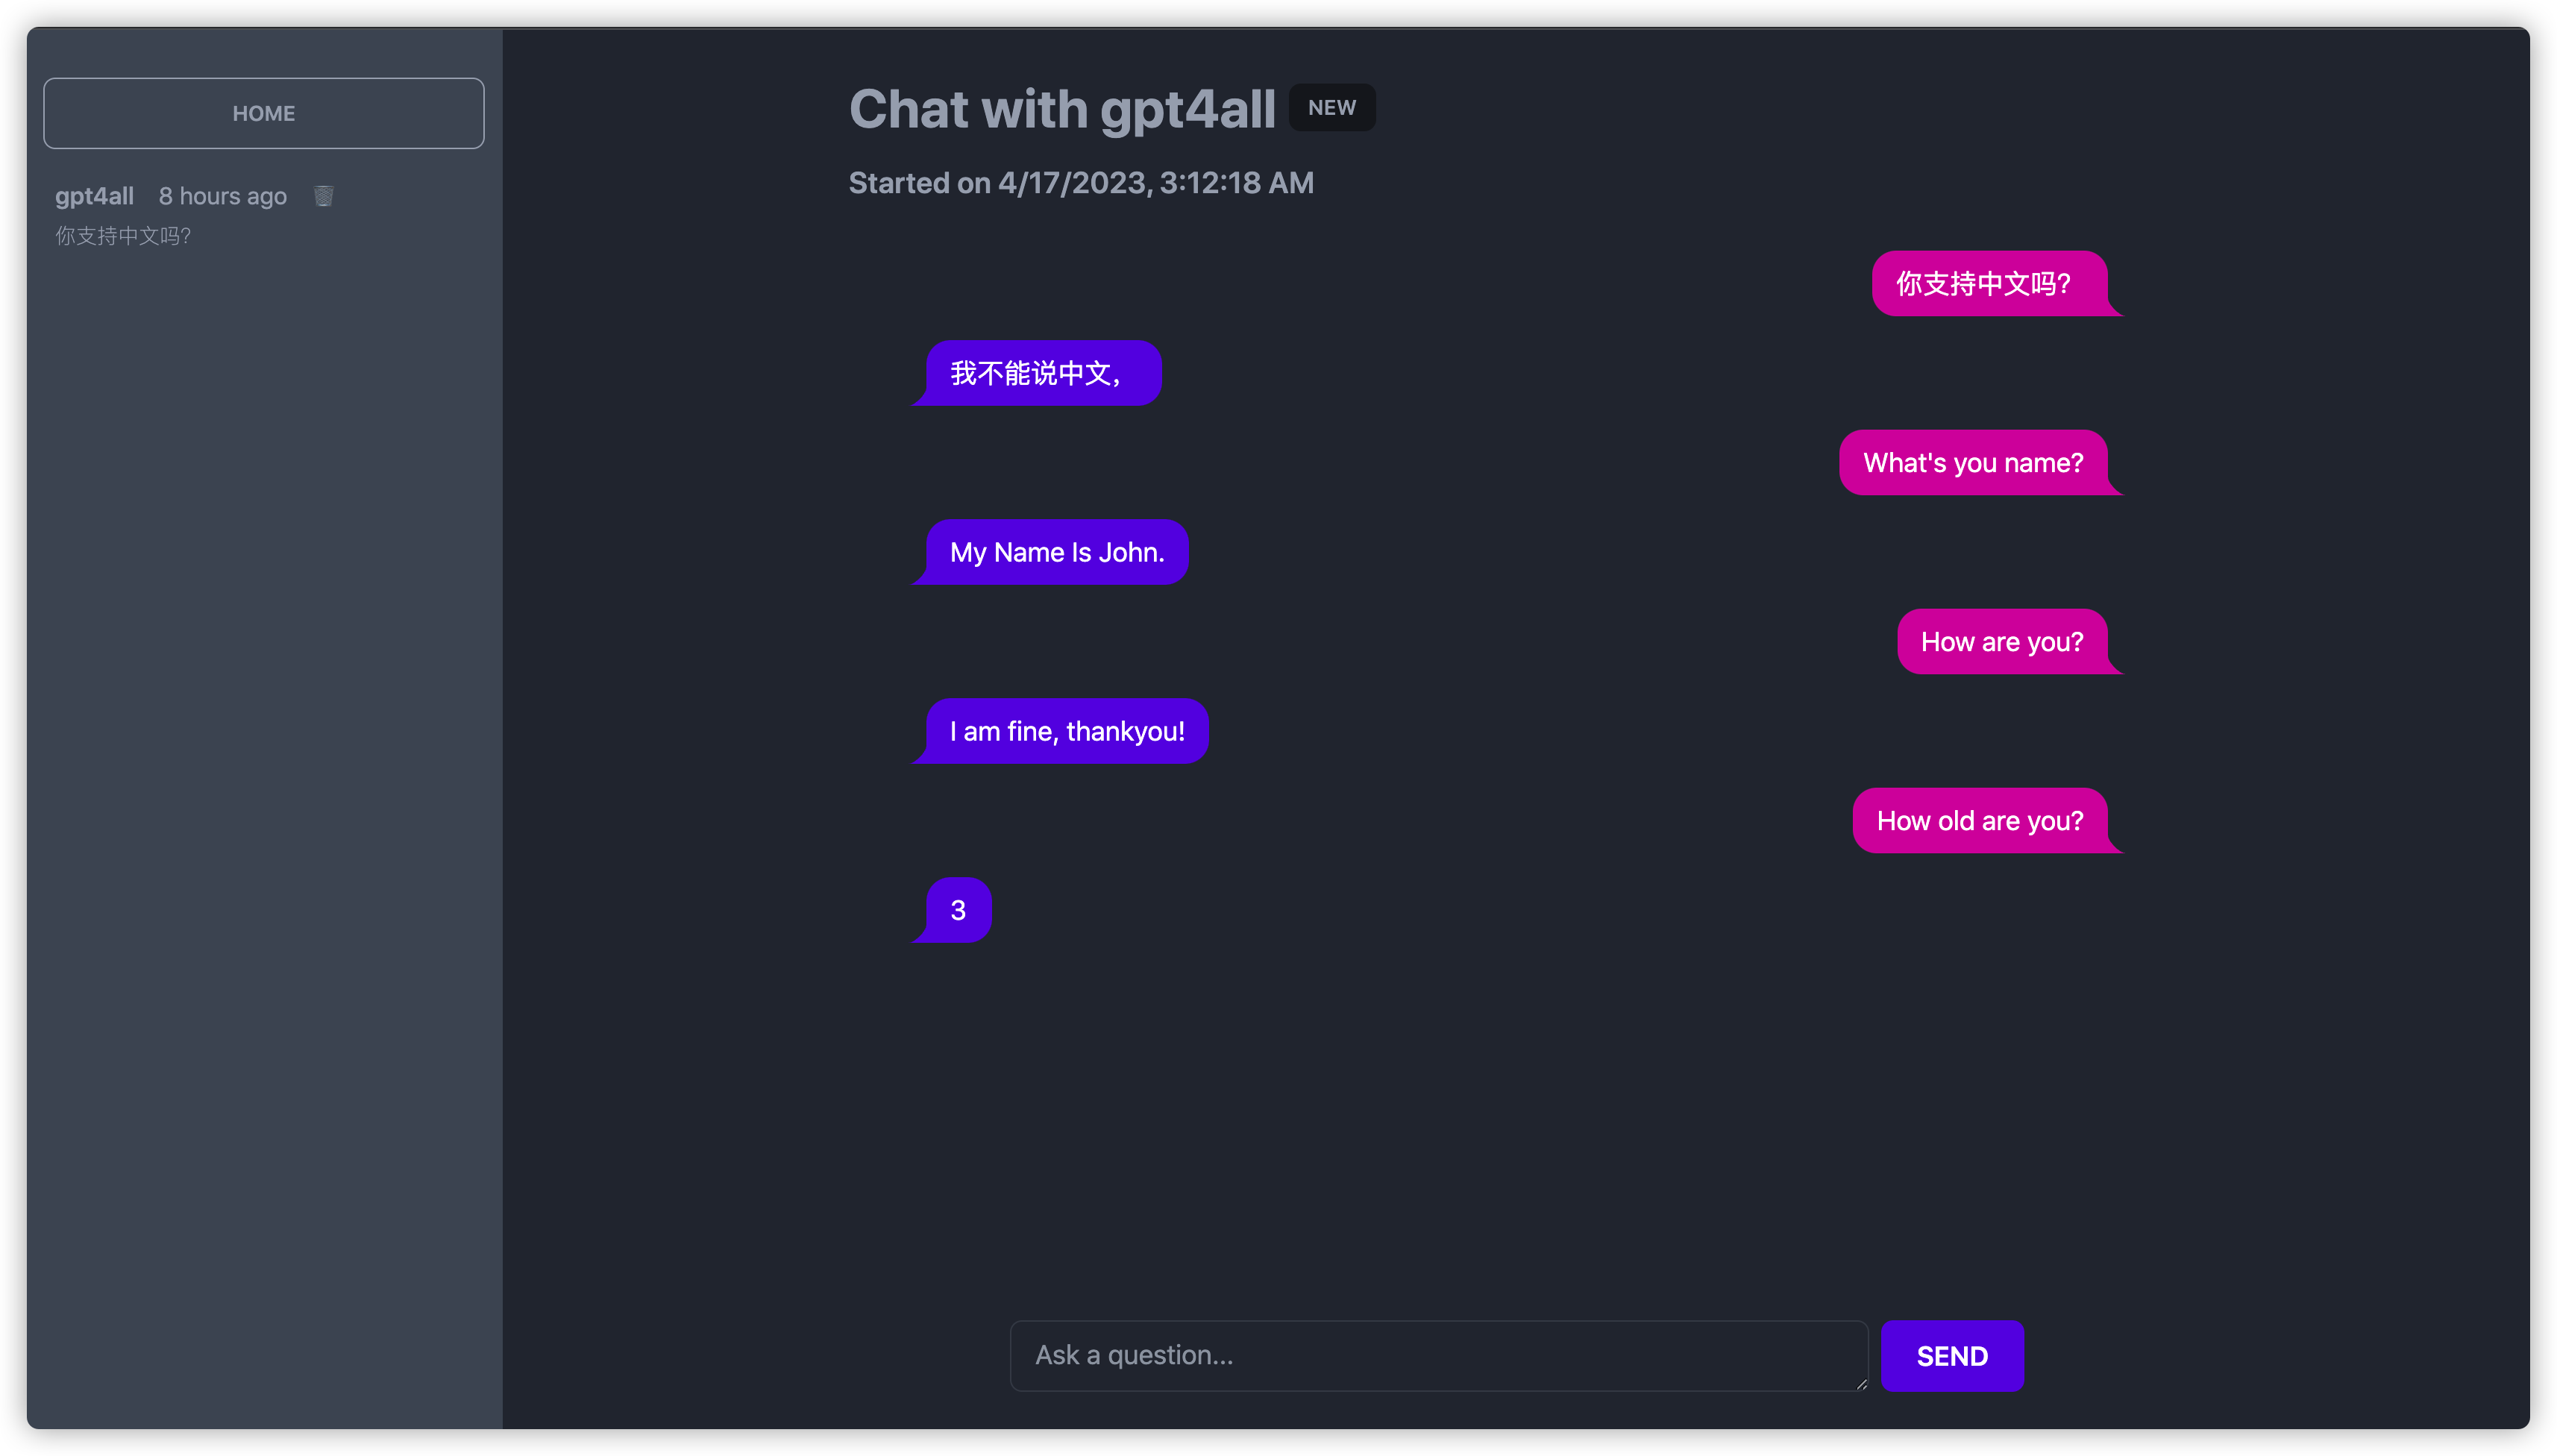 HOME
gpt4all 8 hours ago
你支持中文吗?
Chat with gpt4all NEW
Started on 4/17/2023, 3:12:18 AM
你支持中文吗?
我不能说中文,
What's you name?
My Name Is John.
How are you?
I am fine, thankyou!
How old are you?
3
Ask a question...
SEND